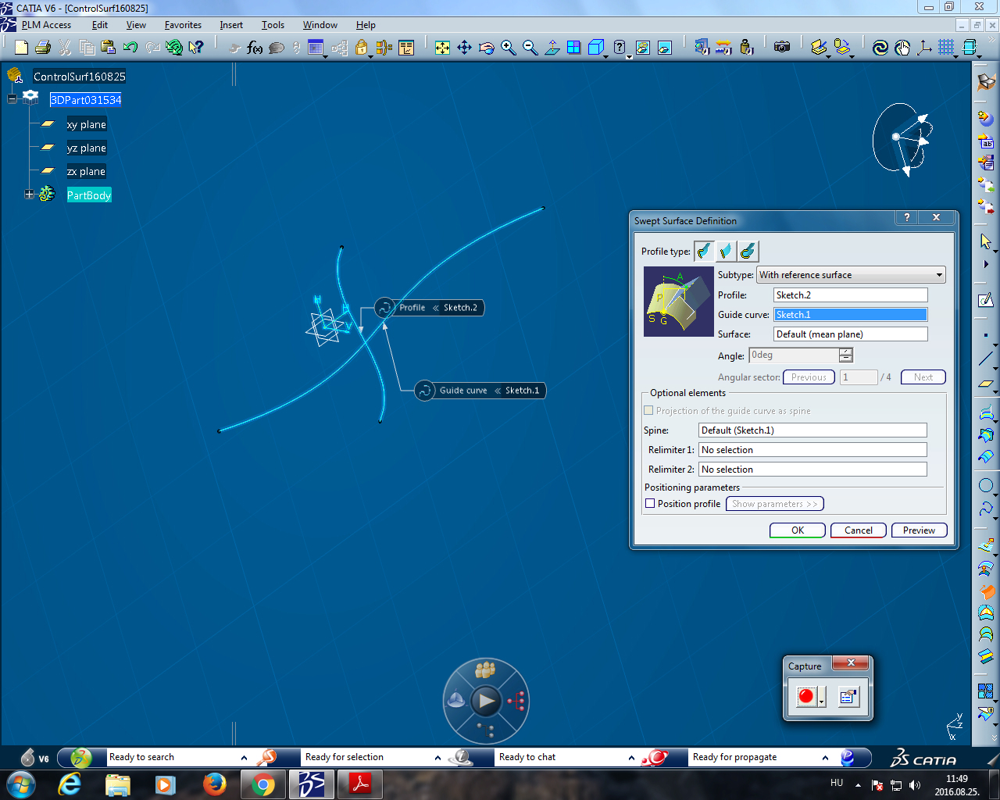 CATIA V6 - [ControlSurf160825]
PLM Access Edit View Favorites Insert Tools Window Help
f(x)
ControlSurf160825
3DPart031534
xy plane
yz plane
zx plane
PartBody
H
H
V
Profile « Sketch.2
Guide curve « Sketch.1
Swept Surface Definition
Profile type:
Subtype: With reference surface
Profile: Sketch.2
Guide curve: Sketch.1
Surface: Default (mean plane)
A
P
S G
Angle: 0deg
Angular sector: Previous 1 / 4 Next
Optional elements
Projection of the guide curve as spine
Spine: Default (Sketch.1)
Relimiter 1: No selection
Relimiter 2: No selection
Positioning parameters
Position profile Show parameters >>
OK Cancel Preview
ab
Capture
y
z
x
V6 Ready to search Ready for selection Ready to chat Ready for propagate CATIA
HU 11:49
2016.08.25.